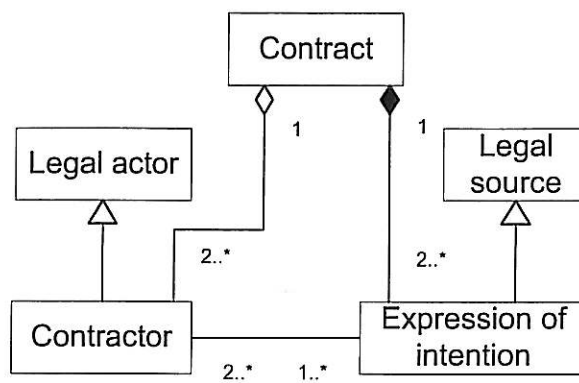 Contract
1
1
Legal actor
Legal
source
2..*
2..*
Contractor
Expression of
intention
2..*
1..*